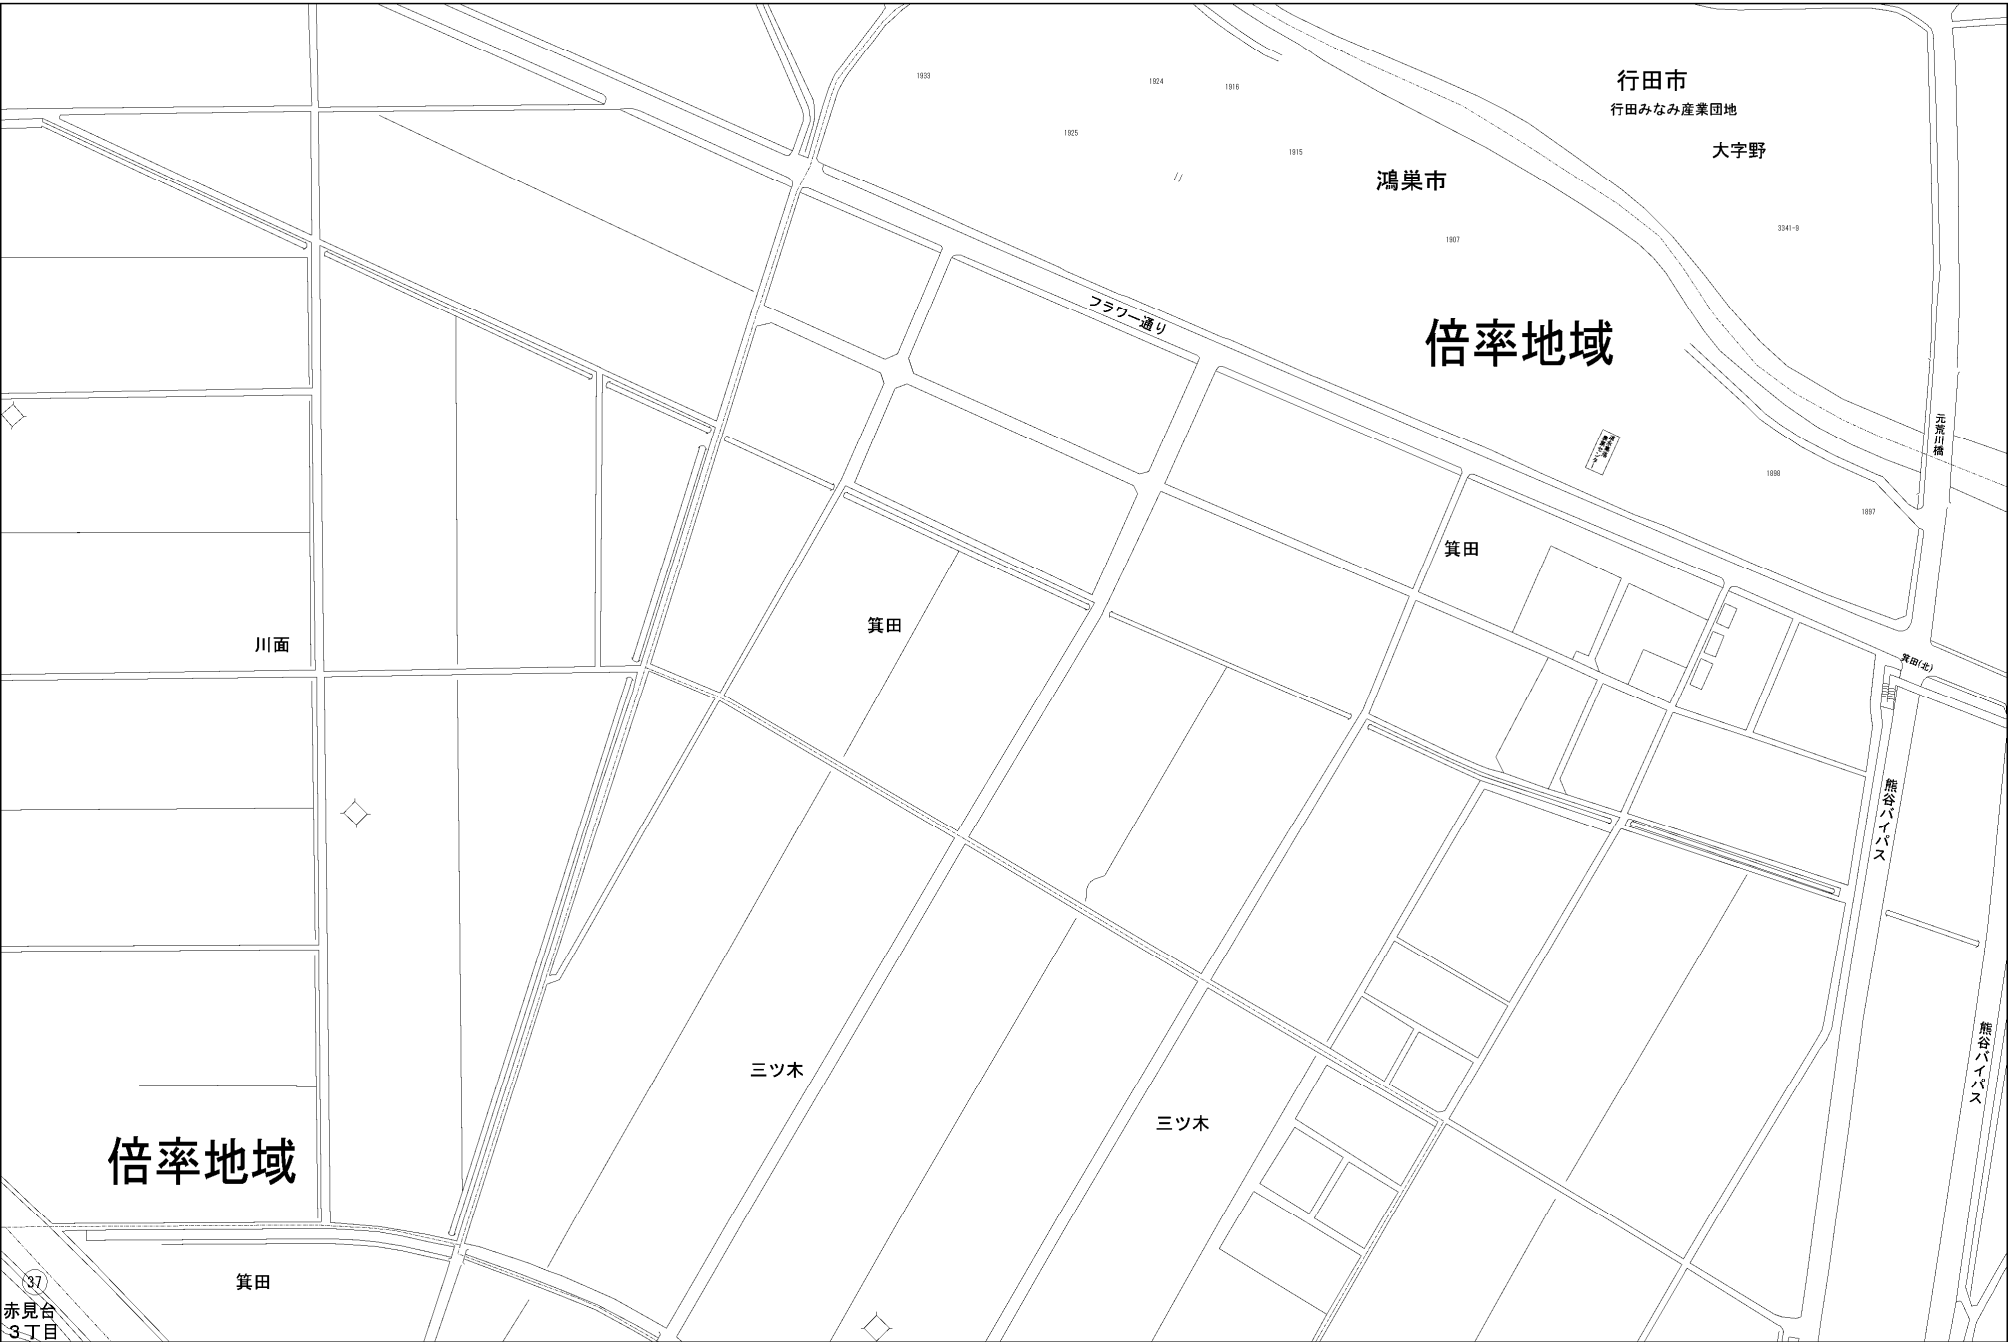 1933
1924
1916
行田市
行田みなみ産業団地
1925
大字野
1915
鴻巣市
3341-9
1907
フラワー通り
倍率地域
元荒川橋
1898
1897
箕田
箕田
川面
箕田(北)
熊谷バイパス
熊谷バイパス
三ツ木
三ツ木
倍率地域
箕田
37
赤見台
3丁目